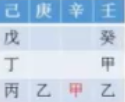 己 庚 辛 壬
戊 癸
丁 甲
丙 乙 甲 乙